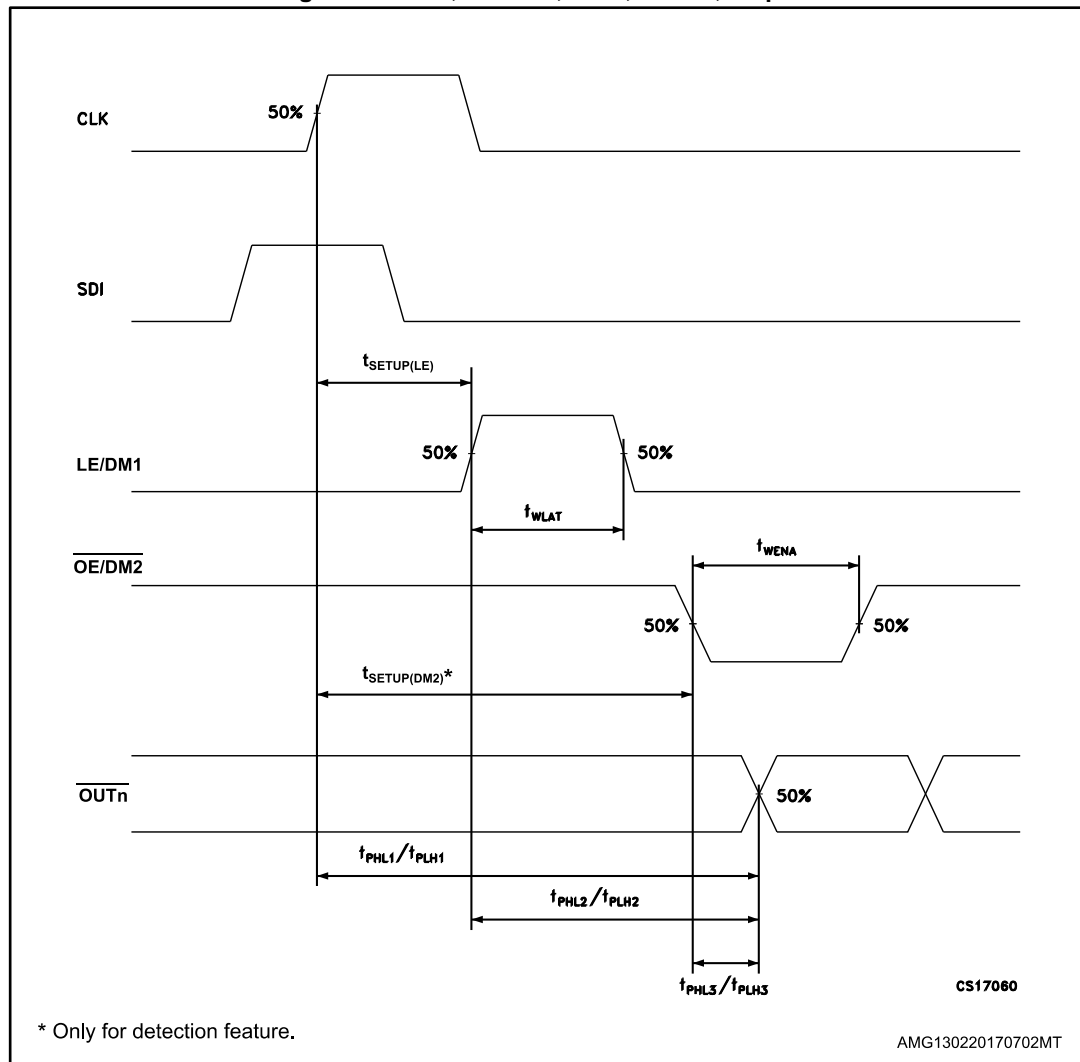 50%
CLK
SDI
tSETUP(LE)
50% 50%
LE/DM1
tWLAT
OE/DM2
tWENA
50% 50%
tSETUP(DM2)*
OUTn
50%
tPHL1/tPLH1
tPHL2/tPLH2
tPHL3/tPLH3
CS17060
* Only for detection feature.
AMG130220170702MT